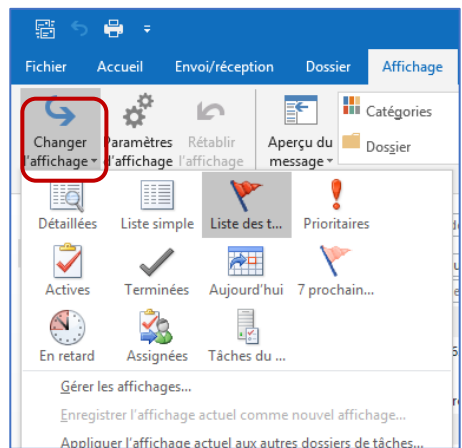 Fichier Accueil Envoi/réception Dossier Affichage
Changer l'affichage
Paramètres d'affichage
Rétablir l'affichage
Aperçu du message
Catégories
Dossier
Détaillées Liste simple Liste des t... Prioritaires
Actives Terminées Aujourd'hui 7 prochain...
En retard Assignées Tâches du ...
Gérer les affichages...
Enregistrer l'affichage actuel comme nouvel affichage...
Appliquer l'affichage actuel aux autres dossiers de tâches...